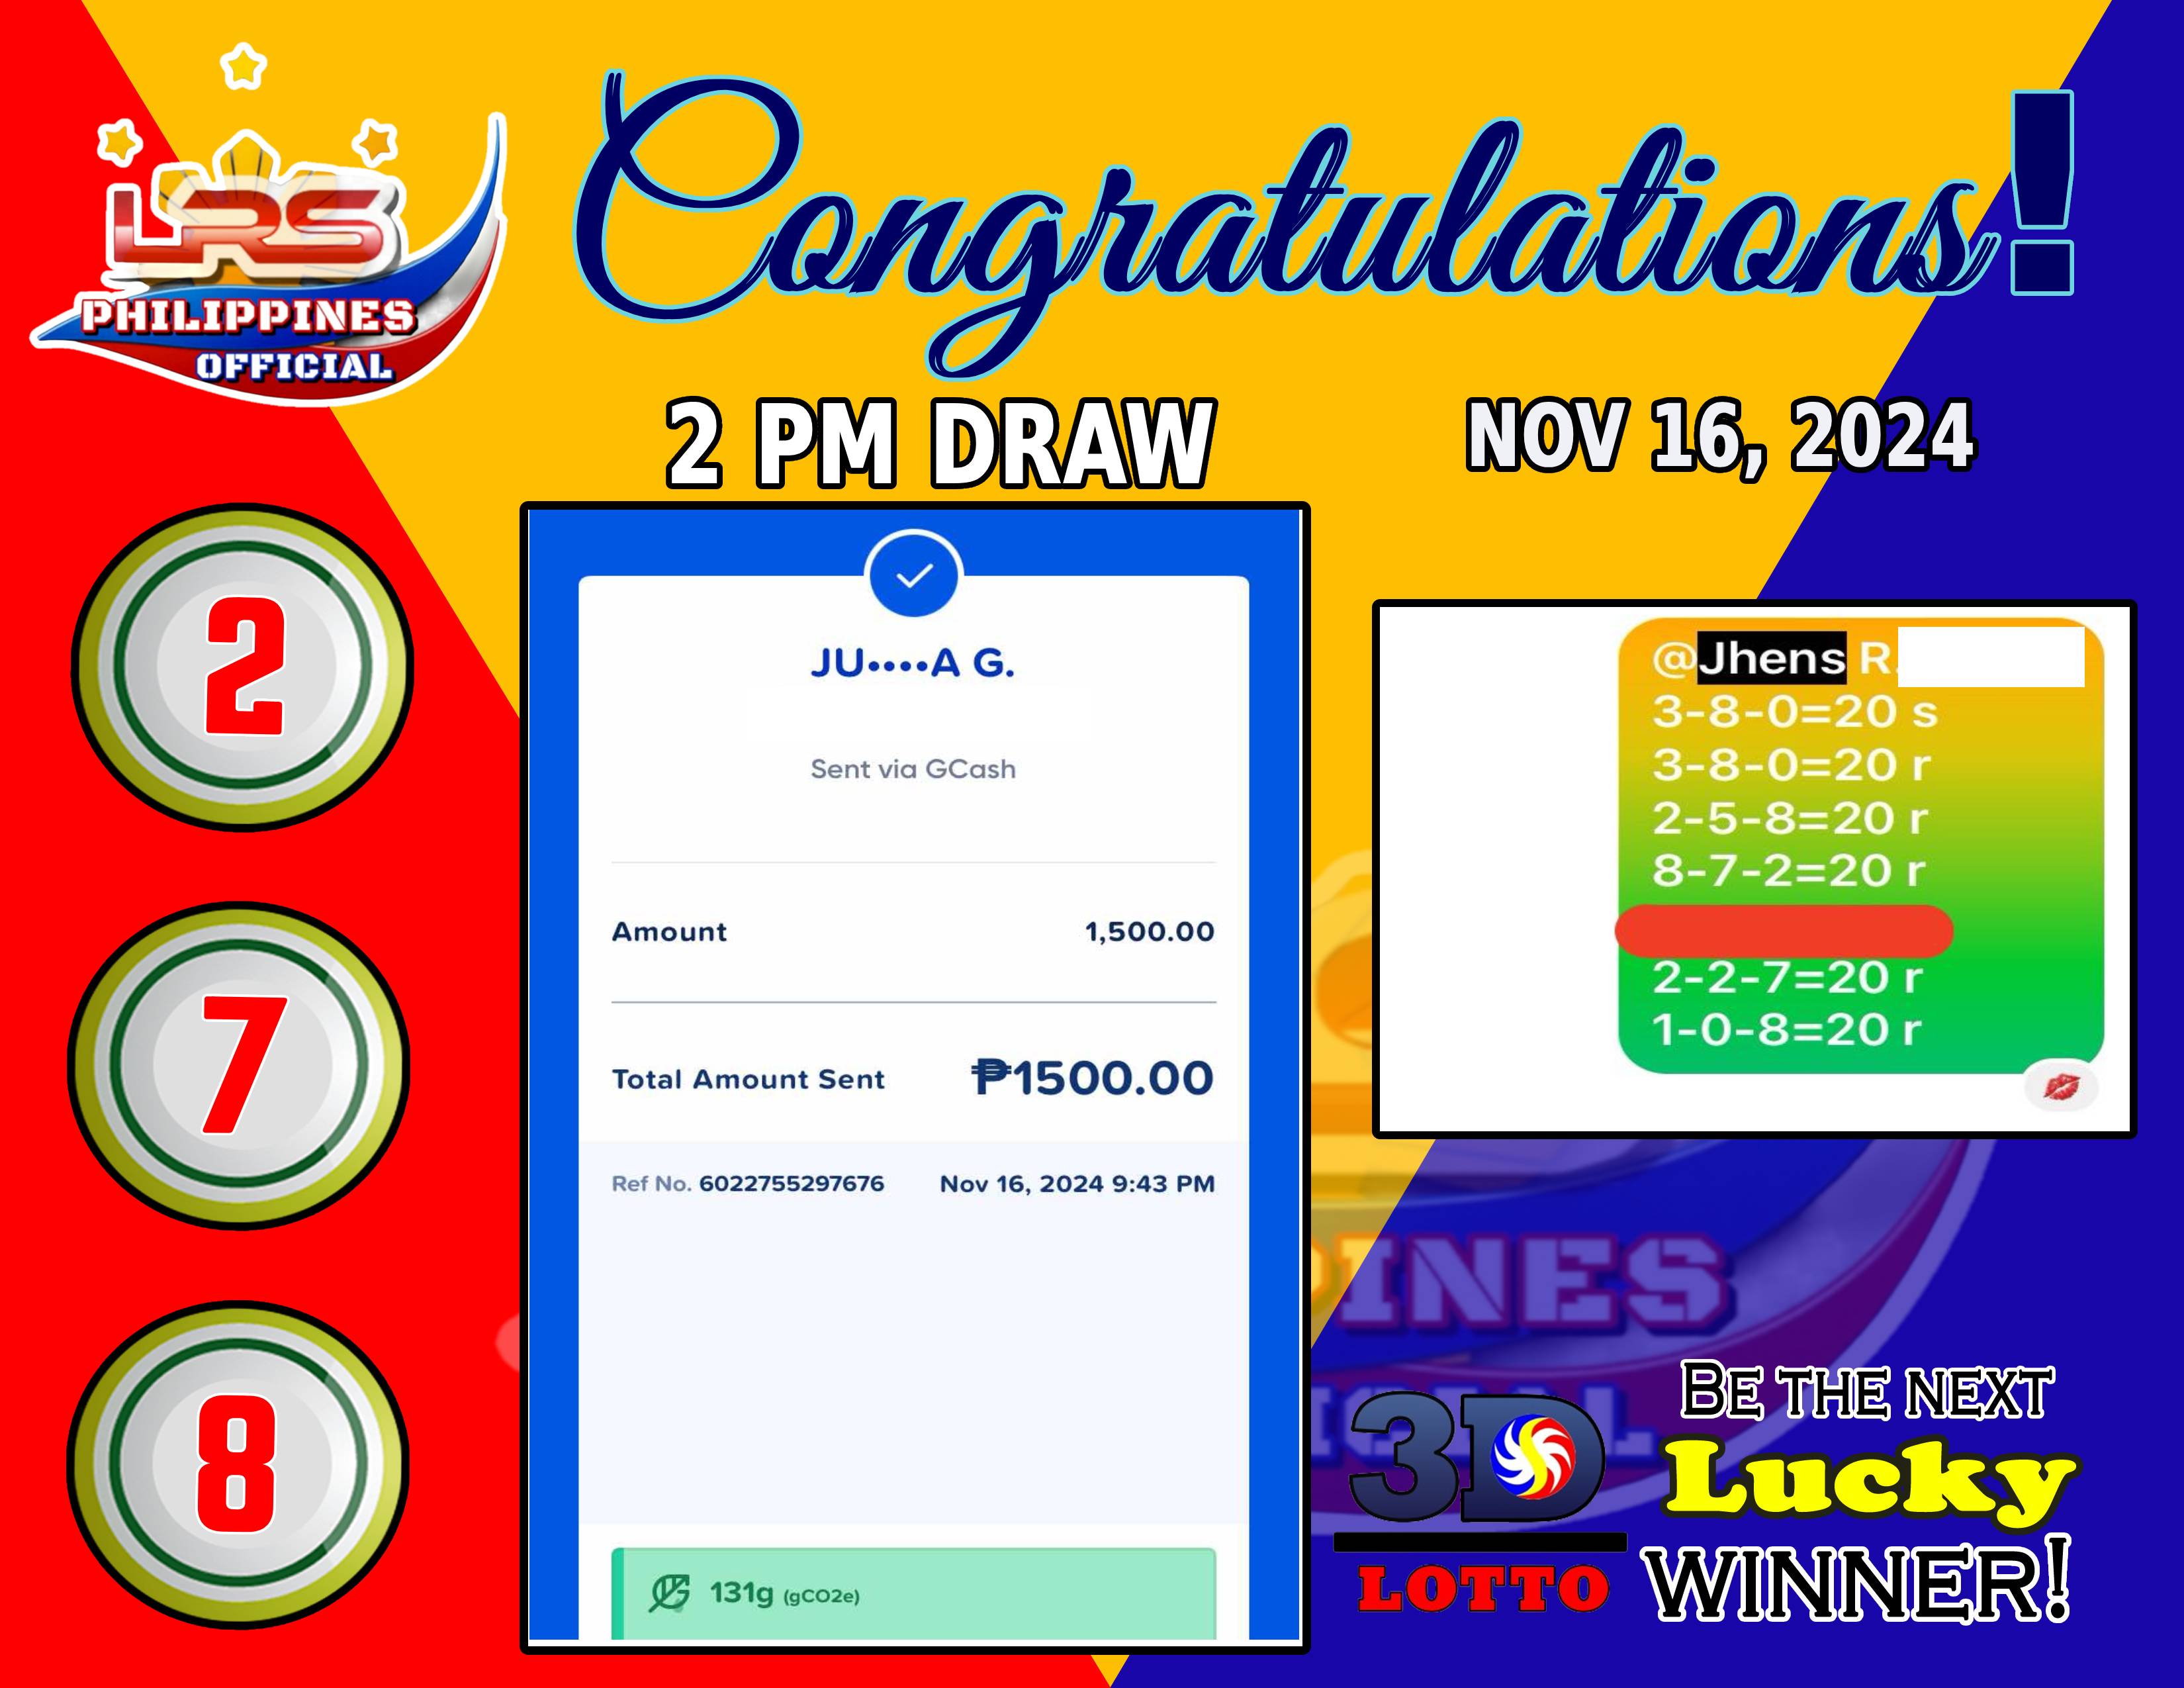 LRS
PHILIPPINES
OFFICIAL
Congratulations!
2 PM DRAW
NOV 16, 2024
2
7
8
JU••••A G.
Sent via GCash
Amount 1,500.00
Total Amount Sent ₱1500.00
Ref No. 6022755297676 Nov 16, 2024 9:43 PM
131g (gCO2e)
@Jhens R.
3-8-0=20 s
3-8-0=20 r
2-5-8=20 r
8-7-2=20 r
2-2-7=20 r
1-0-8=20 r
PINES
ICIAL
3D
LOTTO
BE THE NEXT
Lucky
WINNER!